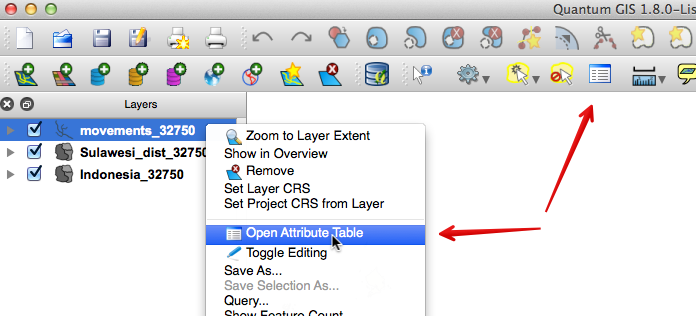 Quantum GIS 1.8.0-Lis
Layers
movements_32750
Sulawesi_dist_32750
Indonesia_32750
Zoom to Layer Extent
Show in Overview
Remove
Set Layer CRS
Set Project CRS from Layer
Open Attribute Table
Toggle Editing
Save As...
Save Selection As...
Query...
Show Feature Count